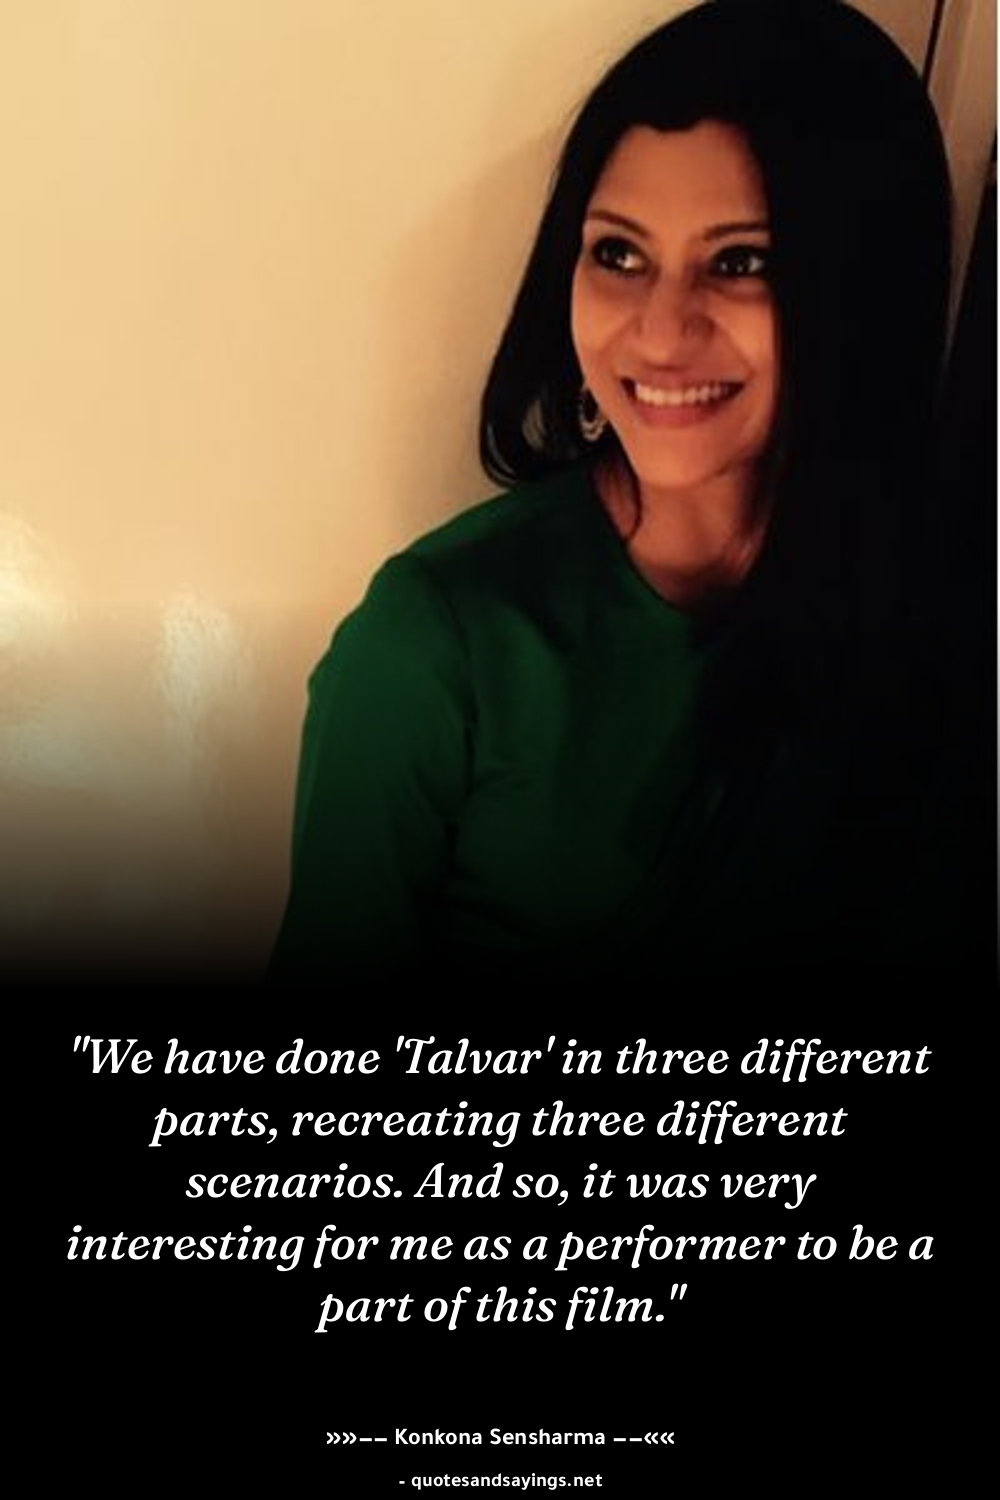 "We have done 'Talvar' in three different
parts, recreating three different
scenarios. And so, it was very
interesting for me as a performer to be a
part of this film."
»»–– Konkona Sensharma ––««
- quotesandsayings.net